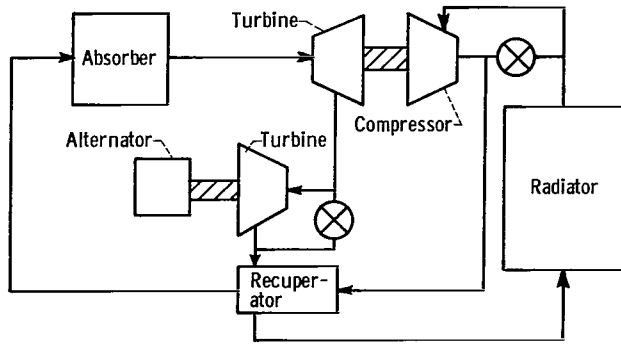 Turbine
Absorber
Compressor
Alternator
Turbine
Radiator
Recuper-
ator